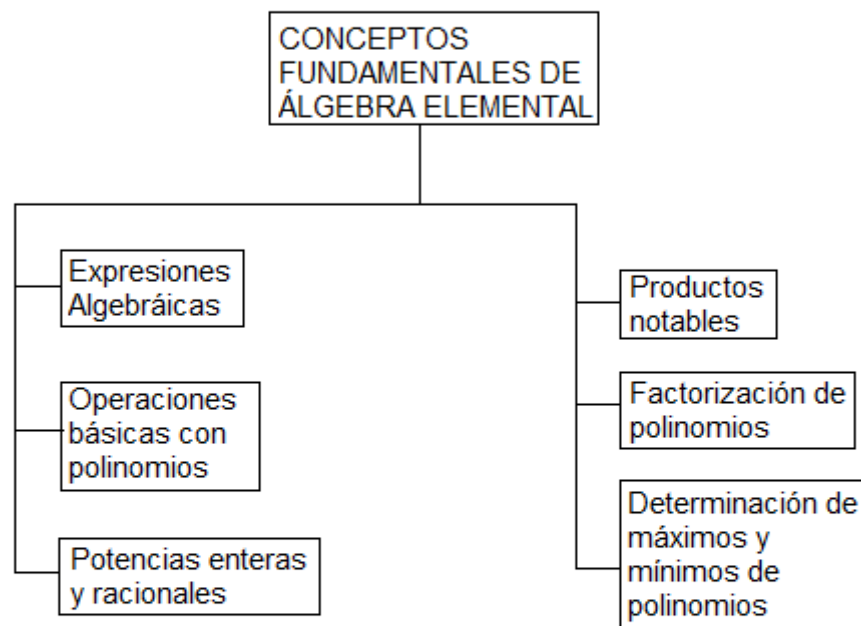 CONCEPTOS
FUNDAMENTALES DE
ÁLGEBRA ELEMENTAL
Expresiones
Algebráicas
Operaciones
básicas con
polinomios
Potencias enteras
y racionales
Productos
notables
Factorización de
polinomios
Determinación de
máximos y
mínimos de
polinomios